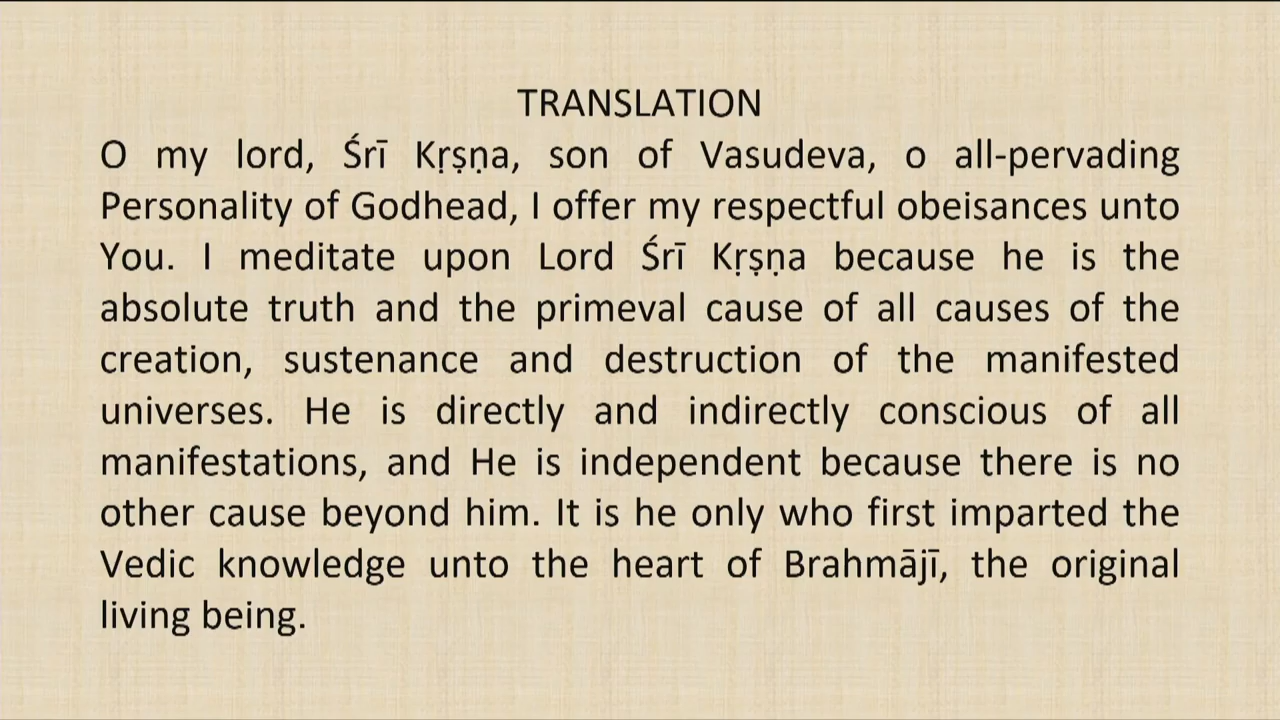 TRANSLATION
O my lord, Śrī Kṛṣṇa, son of Vasudeva, o all-pervading
Personality of Godhead, I offer my respectful obeisances unto
You. I meditate upon Lord Śrī Kṛṣṇa because he is the
absolute truth and the primeval cause of all causes of the
creation, sustenance and destruction of the manifested
universes. He is directly and indirectly conscious of all
manifestations, and He is independent because there is no
other cause beyond him. It is he only who first imparted the
Vedic knowledge unto the heart of Brahmājī, the original
living being.